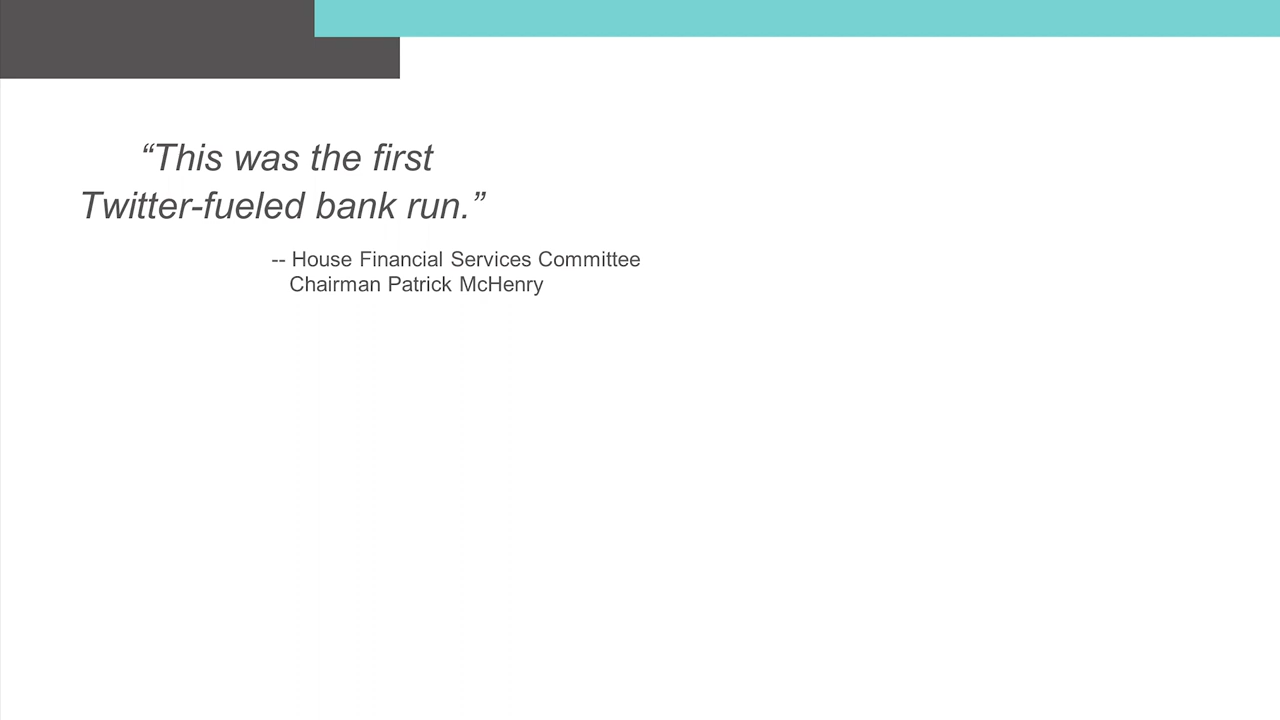 “This was the first
Twitter-fueled bank run.”
-- House Financial Services Committee
Chairman Patrick McHenry